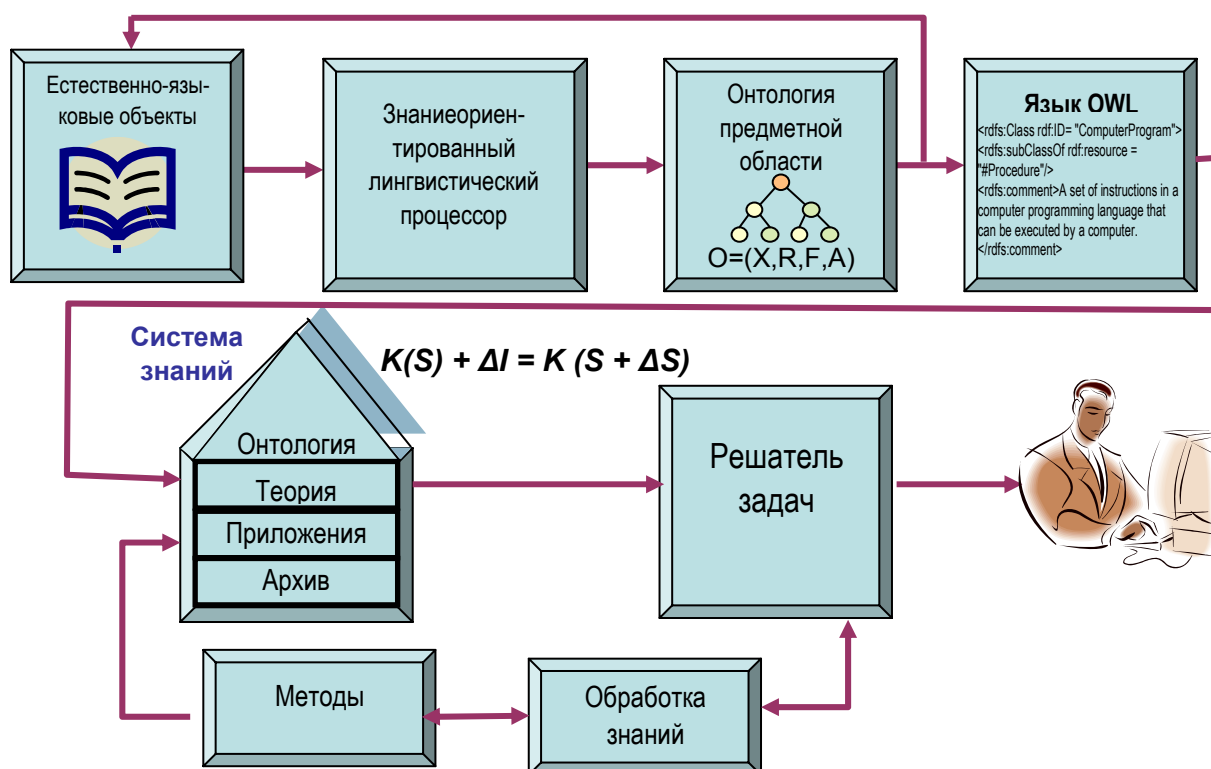 Естественно-язы-
ковые объекты
Знаниеориен-
тированный
лингвистический
процессор
Онтология
предметной
области
O=(X,R,F,A)
Язык OWL
<rdfs:Class rdf:ID= "ComputerProgram">
<rdfs:subClassOf rdf:resource =
"#Procedure"/>
<rdfs:comment>A set of instructions in a
computer programming language that
can be executed by a computer.
</rdfs:comment>
Система
знаний
K(S) + ΔI = K (S + ΔS)
Онтология
Теория
Приложения
Архив
Решатель
задач
Методы
Обработка
знаний